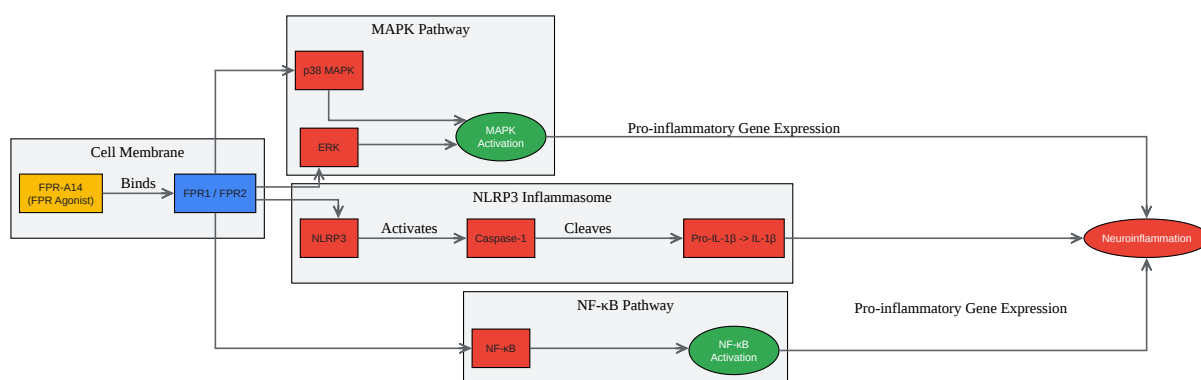 MAPK Pathway
p38 MAPK
MAPK
Activation
ERK
Pro-inflammatory Gene Expression
Cell Membrane
FPR-A14
(FPR Agonist)
Binds
FPR1 / FPR2
NLRP3 Inflammasome
NLRP3
Activates
Caspase-1
Cleaves
Pro-IL-1β -> IL-1β
Neuroinflammation
NF-κB Pathway
NF-κB
NF-κB
Activation
Pro-inflammatory Gene Expression